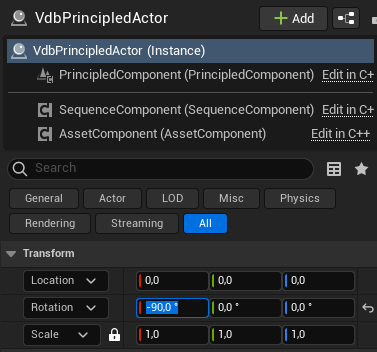 VdbPrincipledActor + Add
VdbPrincipledActor (Instance)
PrincipledComponent (PrincipledComponent) Edit in C+
SequenceComponent (SequenceComponent) Edit in C+
AssetComponent (AssetComponent) Edit in C++
Search
General Actor LOD Misc Physics
Rendering Streaming All
Transform
Location 0,0 0,0 0,0
Rotation -90,0 ° 0,0 ° 0,0 °
Scale 1,0 1,0 1,0